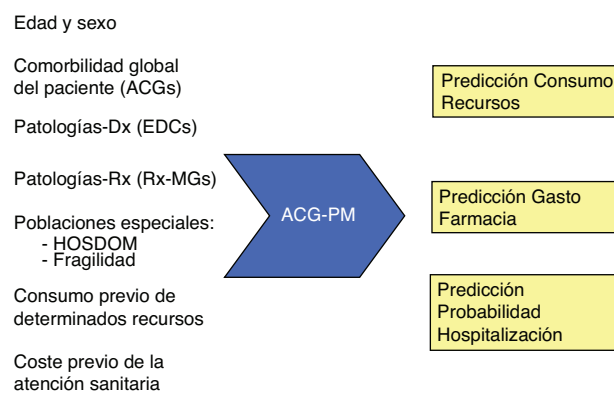 Edad y sexo
Comorbilidad global
del paciente (ACGs)
Patologías-Dx (EDCs)
Patologías-Rx (Rx-MGs)
Poblaciones especiales:
- HOSDOM
- Fragilidad
Consumo previo de
determinados recursos
Coste previo de la
atención sanitaria
ACG-PM
Predicción Consumo
Recursos
Predicción Gasto
Farmacia
Predicción
Probabilidad
Hospitalización